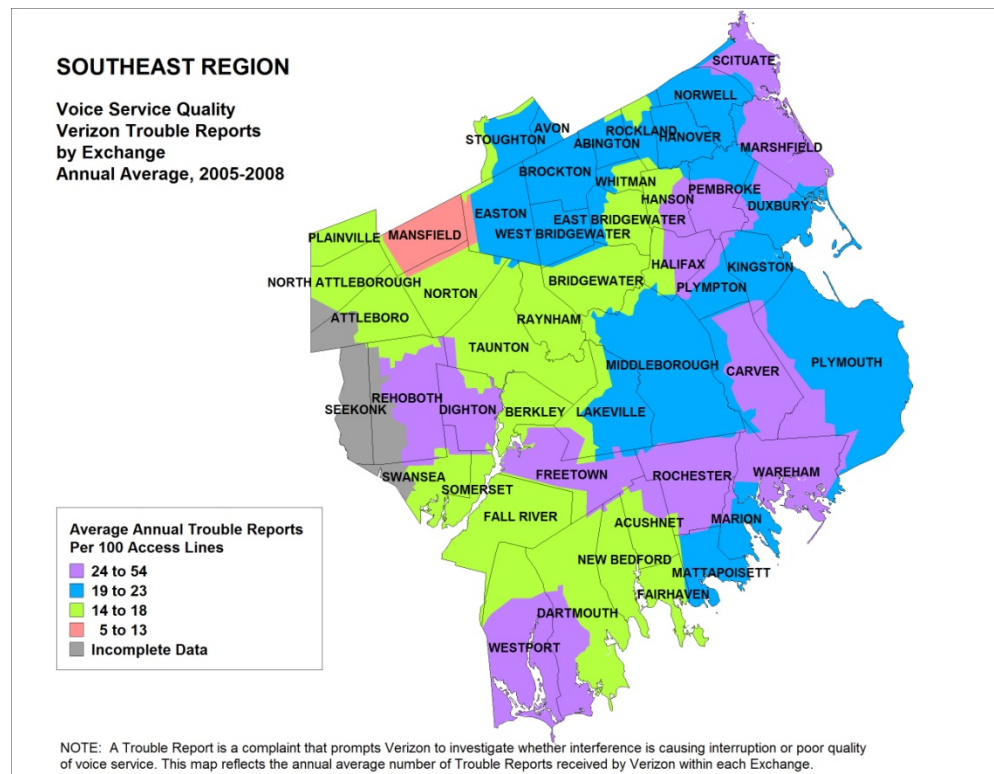 SOUTHEAST REGION
Voice Service Quality
Verizon Trouble Reports
by Exchange
Annual Average, 2005-2008
SCITUATE
NORWELL
AVON
ROCKLAND
STOUGHTON
ABINGTON
HANOVER
MARSHFIELD
BROCKTON
WHITMAN
PEMBROKE
HANSON
DUXBURY
EASTON
EAST BRIDGEWATER
WEST BRIDGEWATER
MANSFIELD
PLAINVILLE
HALIFAX
KINGSTON
NORTH ATTLEBOROUGH
NORTON
BRIDGEWATER
PLYMPTON
ATTLEBORO
RAYNHAM
TAUNTON
MIDDLEBOROUGH
PLYMOUTH
CARVER
REHOBOTH
SEEKONK
DIGHTON
BERKLEY
LAKEVILLE
SWANSEA
FREETOWN
ROCHESTER
WAREHAM
SOMERSET
FALL RIVER
ACUSHNET
MARION
NEW BEDFORD
MATTAPOISETT
FAIRHAVEN
DARTMOUTH
WESTPORT
Average Annual Trouble Reports
Per 100 Access Lines
24 to 54
19 to 23
14 to 18
5 to 13
Incomplete Data
NOTE: A Trouble Report is a complaint that prompts Verizon to investigate whether interference is causing interruption or poor quality
of voice service. This map reflects the annual average number of Trouble Reports received by Verizon within each Exchange.